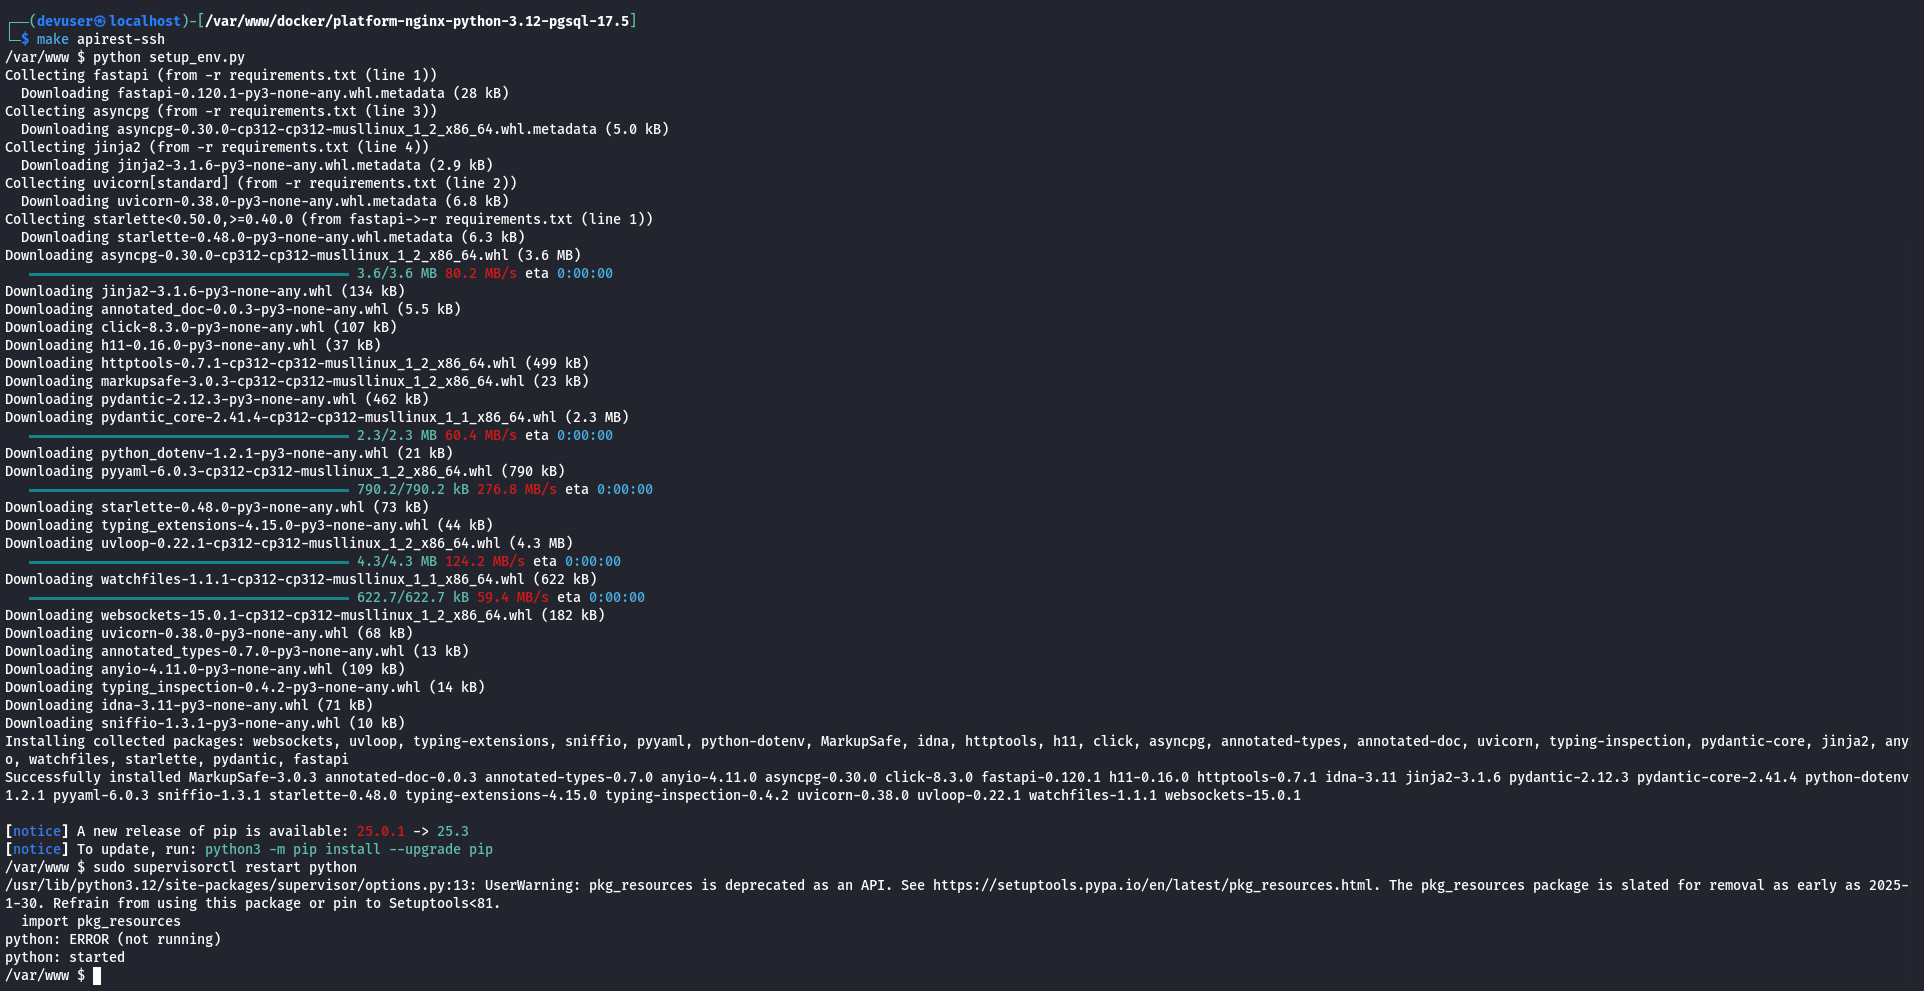 ┌──(devuser㉿localhost)-[/var/www/docker/platform-nginx-python-3.12-pgsql-17.5]
└─$ make apirest-ssh
/var/www $ python setup_env.py
Collecting fastapi (from -r requirements.txt (line 1))
  Downloading fastapi-0.120.1-py3-none-any.whl.metadata (28 kB)
Collecting asyncpg (from -r requirements.txt (line 3))
  Downloading asyncpg-0.30.0-cp312-cp312-musllinux_1_2_x86_64.whl.metadata (5.0 kB)
Collecting jinja2 (from -r requirements.txt (line 4))
  Downloading jinja2-3.1.6-py3-none-any.whl.metadata (2.9 kB)
Collecting uvicorn[standard] (from -r requirements.txt (line 2))
  Downloading uvicorn-0.38.0-py3-none-any.whl.metadata (6.8 kB)
Collecting starlette<0.50.0,>=0.40.0 (from fastapi->-r requirements.txt (line 1))
  Downloading starlette-0.48.0-py3-none-any.whl.metadata (6.3 kB)
Downloading asyncpg-0.30.0-cp312-cp312-musllinux_1_2_x86_64.whl (3.6 MB)
3.6/3.6 MB 80.2 MB/s eta 0:00:00
Downloading jinja2-3.1.6-py3-none-any.whl (134 kB)
Downloading annotated_doc-0.0.3-py3-none-any.whl (5.5 kB)
Downloading click-8.3.0-py3-none-any.whl (107 kB)
Downloading h11-0.16.0-py3-none-any.whl (37 kB)
Downloading httptools-0.7.1-cp312-cp312-musllinux_1_2_x86_64.whl (499 kB)
Downloading markupsafe-3.0.3-cp312-cp312-musllinux_1_2_x86_64.whl (23 kB)
Downloading pydantic-2.12.3-py3-none-any.whl (462 kB)
Downloading pydantic_core-2.41.4-cp312-cp312-musllinux_1_1_x86_64.whl (2.3 MB)
2.3/2.3 MB 60.4 MB/s eta 0:00:00
Downloading python_dotenv-1.2.1-py3-none-any.whl (21 kB)
Downloading pyyaml-6.0.3-cp312-cp312-musllinux_1_2_x86_64.whl (790 kB)
790.2/790.2 kB 276.8 MB/s eta 0:00:00
Downloading starlette-0.48.0-py3-none-any.whl (73 kB)
Downloading typing_extensions-4.15.0-py3-none-any.whl (44 kB)
Downloading uvloop-0.22.1-cp312-cp312-musllinux_1_2_x86_64.whl (4.3 MB)
4.3/4.3 MB 124.2 MB/s eta 0:00:00
Downloading watchfiles-1.1.1-cp312-cp312-musllinux_1_1_x86_64.whl (622 kB)
622.7/622.7 kB 59.4 MB/s eta 0:00:00
Downloading websockets-15.0.1-cp312-cp312-musllinux_1_2_x86_64.whl (182 kB)
Downloading uvicorn-0.38.0-py3-none-any.whl (68 kB)
Downloading annotated_types-0.7.0-py3-none-any.whl (13 kB)
Downloading anyio-4.11.0-py3-none-any.whl (109 kB)
Downloading typing_inspection-0.4.2-py3-none-any.whl (14 kB)
Downloading idna-3.11-py3-none-any.whl (71 kB)
Downloading sniffio-1.3.1-py3-none-any.whl (10 kB)
Installing collected packages: websockets, uvloop, typing-extensions, sniffio, pyyaml, python-dotenv, MarkupSafe, idna, httptools, h11, click, asyncpg, annotated-types, annotated-doc, uvicorn, typing-inspection, pydantic-core, jinja2, any
o, watchfiles, starlette, pydantic, fastapi
Successfully installed MarkupSafe-3.0.3 annotated-doc-0.0.3 annotated-types-0.7.0 anyio-4.11.0 asyncpg-0.30.0 click-8.3.0 fastapi-0.120.1 h11-0.16.0 httptools-0.7.1 idna-3.11 jinja2-3.1.6 pydantic-2.12.3 pydantic-core-2.41.4 python-dotenv
1.2.1 pyyaml-6.0.3 sniffio-1.3.1 starlette-0.48.0 typing-extensions-4.15.0 typing-inspection-0.4.2 uvicorn-0.38.0 uvloop-0.22.1 watchfiles-1.1.1 websockets-15.0.1
[notice] A new release of pip is available: 25.0.1 -> 25.3
[notice] To update, run: python3 -m pip install --upgrade pip
/var/www $ sudo supervisorctl restart python
/usr/lib/python3.12/site-packages/supervisor/options.py:13: UserWarning: pkg_resources is deprecated as an API. See https://setuptools.pypa.io/en/latest/pkg_resources.html. The pkg_resources package is slated for removal as early as 2025-
1-30. Refrain from using this package or pin to Setuptools<81.
  import pkg_resources
python: ERROR (not running)
python: started
/var/www $